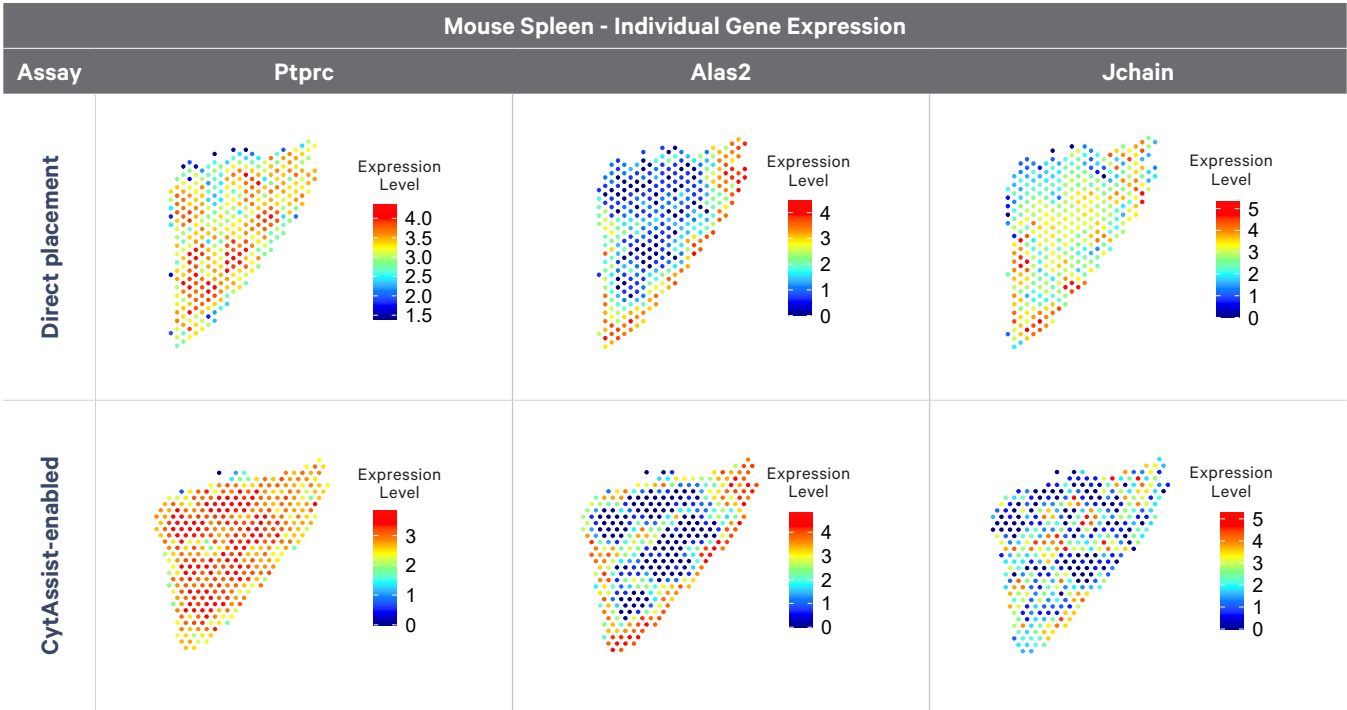 Mouse Spleen - Individual Gene Expression
Assay
Ptprc
Alas2
Jchain
Direct placement
Expression
Level
4.0
3.5
3.0
2.5
2.0
1.5
Expression
Level
4
3
2
1
0
Expression
Level
5
4
3
2
1
0
CytAssist-enabled
Expression
Level
3
2
1
0
Expression
Level
4
3
2
1
0
Expression
Level
5
4
3
2
1
0